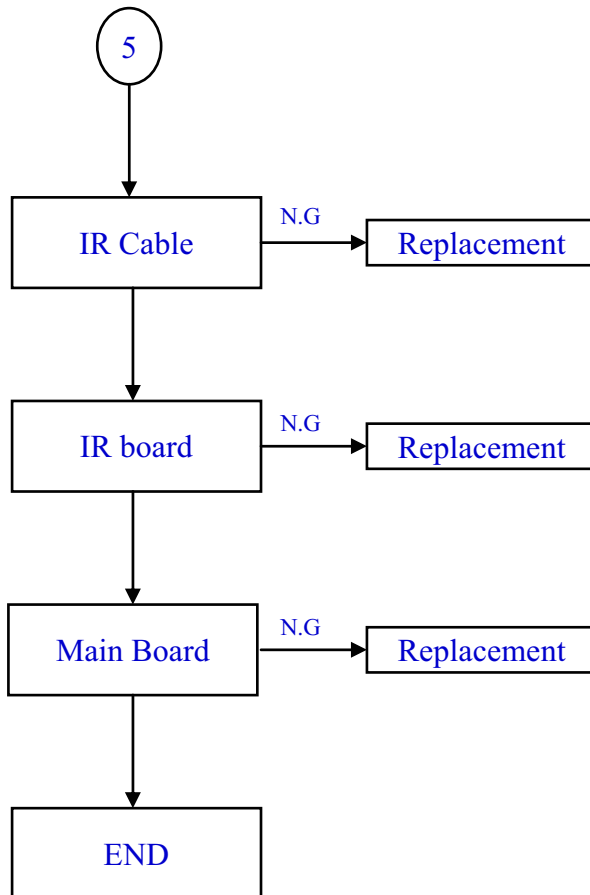 5
IR Cable
N.G
Replacement
IR board
N.G
Replacement
Main Board
N.G
Replacement
END